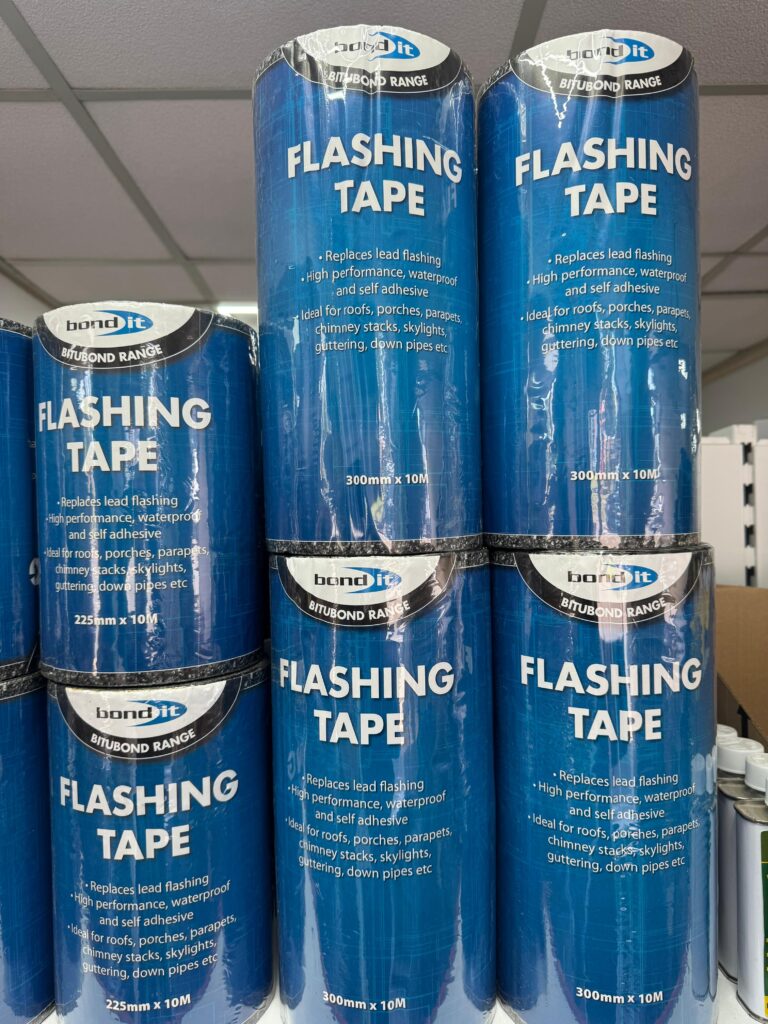 bond it
BITUBOND RANGE
FLASHING
TAPE
• Replaces lead flashing
• High performance, waterproof
and self adhesive
• Ideal for roofs, porches, parapets,
chimney stacks, skylights,
guttering, down pipes etc
300mm x 10M
bond it
BITUBOND RANGE
FLASHING
TAPE
• Replaces lead flashing
• High performance, waterproof
and self adhesive
• Ideal for roofs, porches, parapets,
chimney stacks, skylights,
guttering, down pipes etc
300mm x 10M
bond it
BITUBOND RANGE
FLASHING
TAPE
• Replaces lead flashing
• High performance, waterproof
and self adhesive
• Ideal for roofs, porches, parapets,
chimney stacks, skylights,
guttering, down pipes etc
225mm x 10M
bond it
BITUBOND RANGE
FLASHING
TAPE
• Replaces lead flashing
• High performance, waterproof
and self adhesive
• Ideal for roofs, porches, parapets,
chimney stacks, skylights,
guttering, down pipes etc
225mm x 10M
bond it
BITUBOND RANGE
FLASHING
TAPE
• Replaces lead flashing
• High performance, waterproof
and self adhesive
• Ideal for roofs, porches, parapets,
chimney stacks, skylights,
guttering, down pipes etc
300mm x 10M
bond it
BITUBOND RANGE
FLASHING
TAPE
• Replaces lead flashing
• High performance, waterproof
and self adhesive
• Ideal for roofs, porches, parapets,
chimney stacks, skylights,
guttering, down pipes etc
300mm x 10M